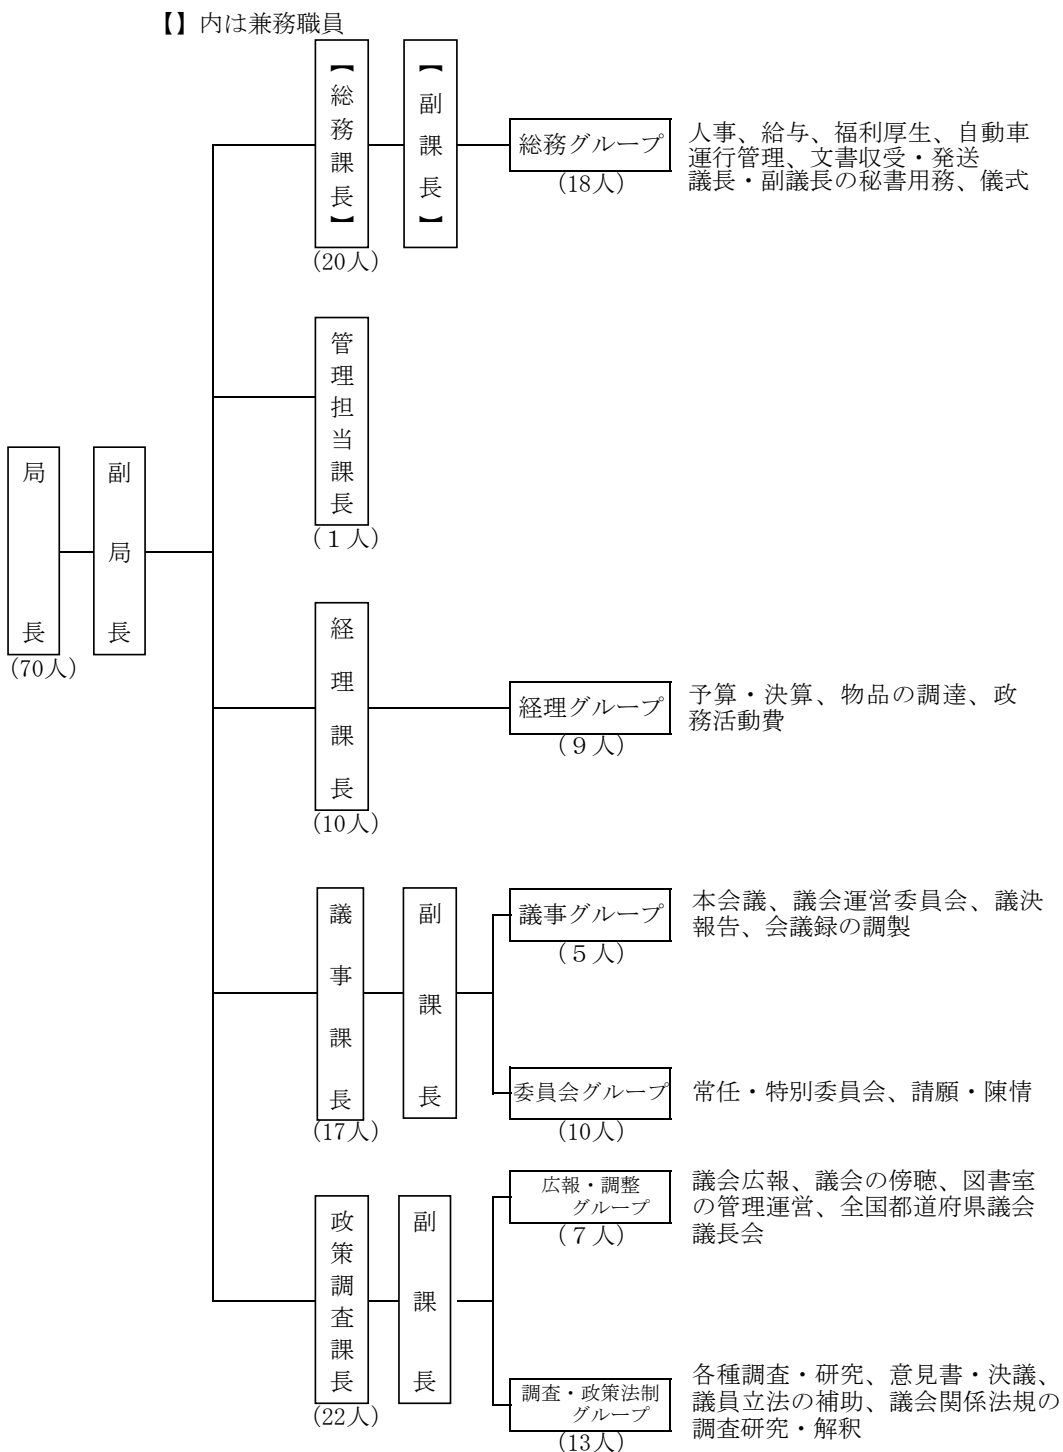 【】内は兼務職員
【総務課長】
(20人)
【副課長】
総務グループ
(18人)
人事、給与、福利厚生、自動車
運行管理、文書収受・発送
議長・副議長の秘書用務、儀式
管理担当課長
(１人)
局長
(70人)
副局長
経理課長
(10人)
経理グループ
(９人)
予算・決算、物品の調達、政
務活動費
議事課長
(17人)
副課長
議事グループ
(５人)
本会議、議会運営委員会、議決
報告、会議録の調製
委員会グループ
(10人)
常任・特別委員会、請願・陳情
政策調査課長
(22人)
副課長
広報・調整
グループ
(７人)
議会広報、議会の傍聴、図書室
の管理運営、全国都道府県議会
議長会
調査・政策法制
グループ
(13人)
各種調査・研究、意見書・決議、
議員立法の補助、議会関係法規の
調査研究・解釈